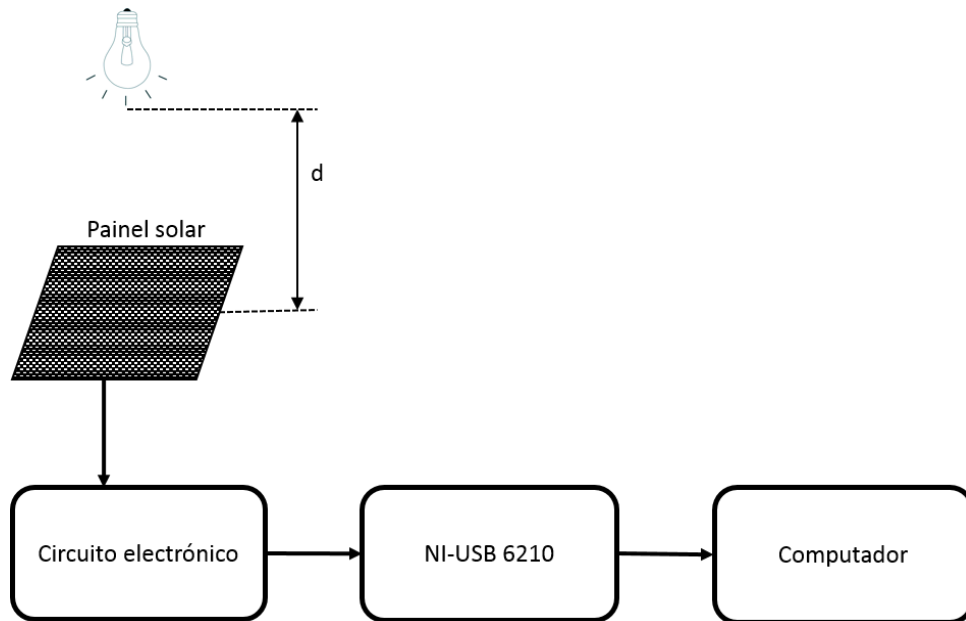 d
Painel solar
Circuito electrónico
NI-USB 6210
Computador